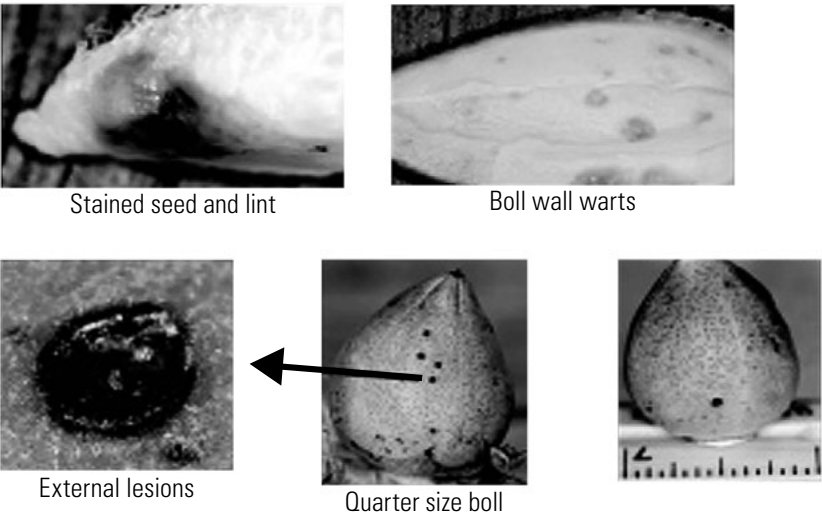 Stained seed and lint
Boll wall warts
External lesions
Quarter size boll